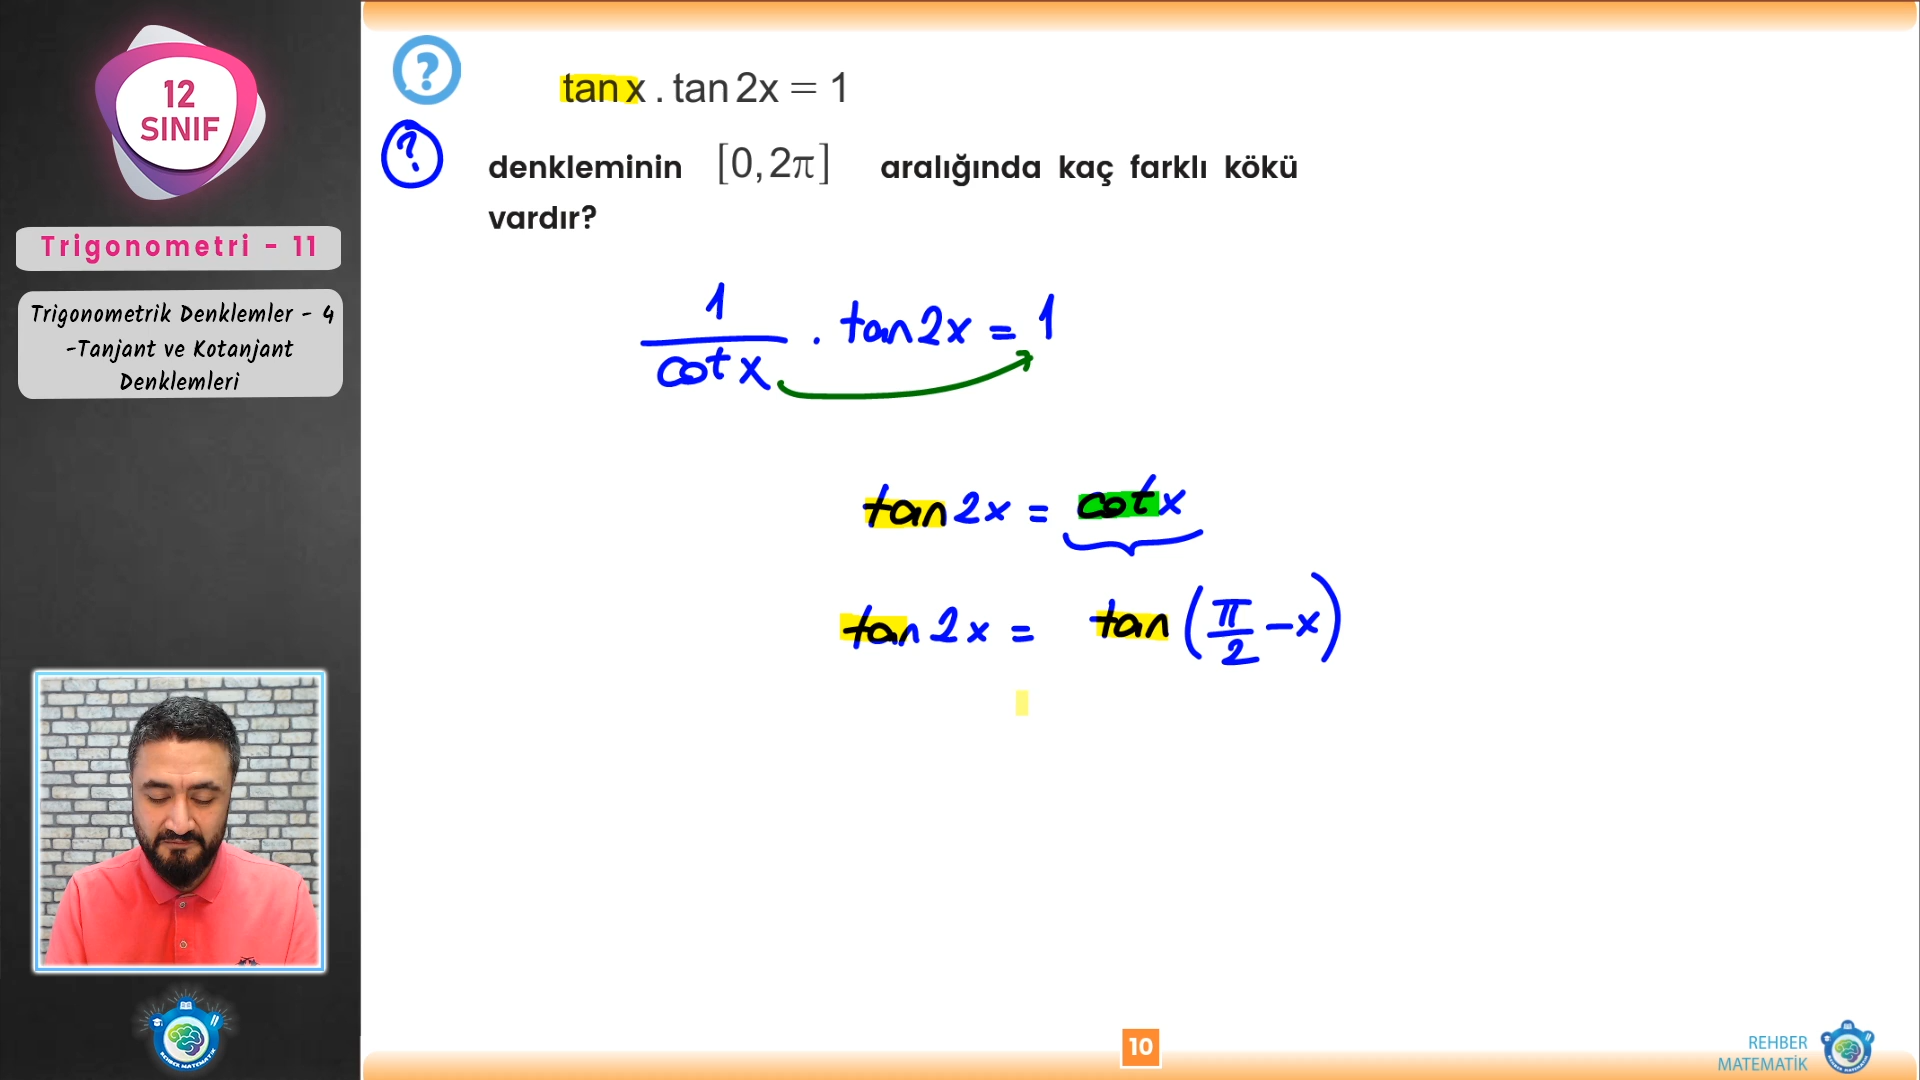 12
SINIF
Trigonometri - 11
Trigonometrik Denklemler - 4
-Tanjant ve Kotanjant
Denklemleri
tan x . tan 2x = 1
denkleminin [0, 2π] aralığında kaç farklı kökü
vardır?
1/cot x . tan 2x = 1
tan 2x = cot x
tan 2x = tan (π/2 - x)
10
REHBER
MATEMATİK
REHBER MATEMATİK